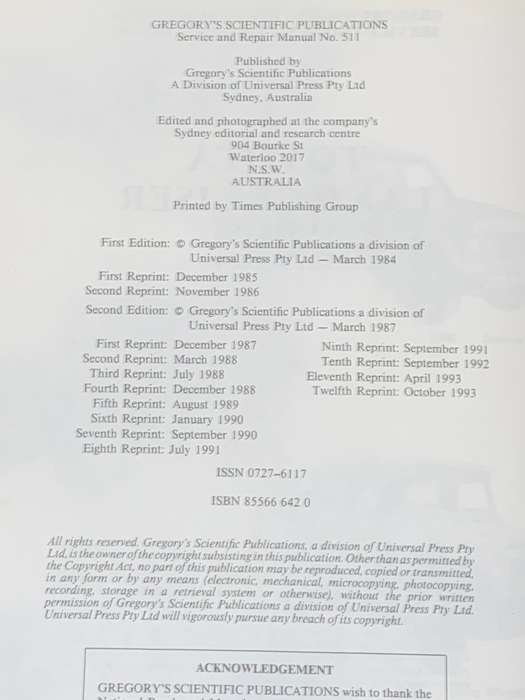 GREGORY'S SCIENTIFIC PUBLICATIONS
Service and Repair Manual No. 511
Published by
Gregory's Scientific Publications
A Division of Universal Press Pty Ltd
Sydney, Australia
Edited and photographed at the company's
Sydney editorial and research centre
904 Bourke St
Waterloo 2017
N.S.W.
AUSTRALIA
Printed by Times Publishing Group
First Edition: © Gregory's Scientific Publications a division of
Universal Press Pty Ltd — March 1984
First Reprint: December 1985
Second Reprint: November 1986
Second Edition: © Gregory's Scientific Publications a division of
Universal Press Pty Ltd — March 1987
First Reprint: December 1987
Second Reprint: March 1988
Third Reprint: July 1988
Fourth Reprint: December 1988
Fifth Reprint: August 1989
Sixth Reprint: January 1990
Seventh Reprint: September 1990
Eighth Reprint: July 1991
Ninth Reprint: September 1991
Tenth Reprint: September 1992
Eleventh Reprint: April 1993
Twelfth Reprint: October 1993
ISSN 0727–6117
ISBN 85566 642 0
All rights reserved. Gregory's Scientific Publications, a division of Universal Press Pty
Ltd, is the owner of the copyright subsisting in this publication. Other than as permitted by
the Copyright Act, no part of this publication may be reproduced, copied or transmitted,
in any form or by any means (electronic, mechanical, microcopying, photocopying,
recording, storage in a retrieval system or otherwise), without the prior written
permission of Gregory's Scientific Publications a division of Universal Press Pty Ltd.
Universal Press Pty Ltd will vigorously pursue any breach of its copyright.
ACKNOWLEDGEMENT
GREGORY'S SCIENTIFIC PUBLICATIONS wish to thank the